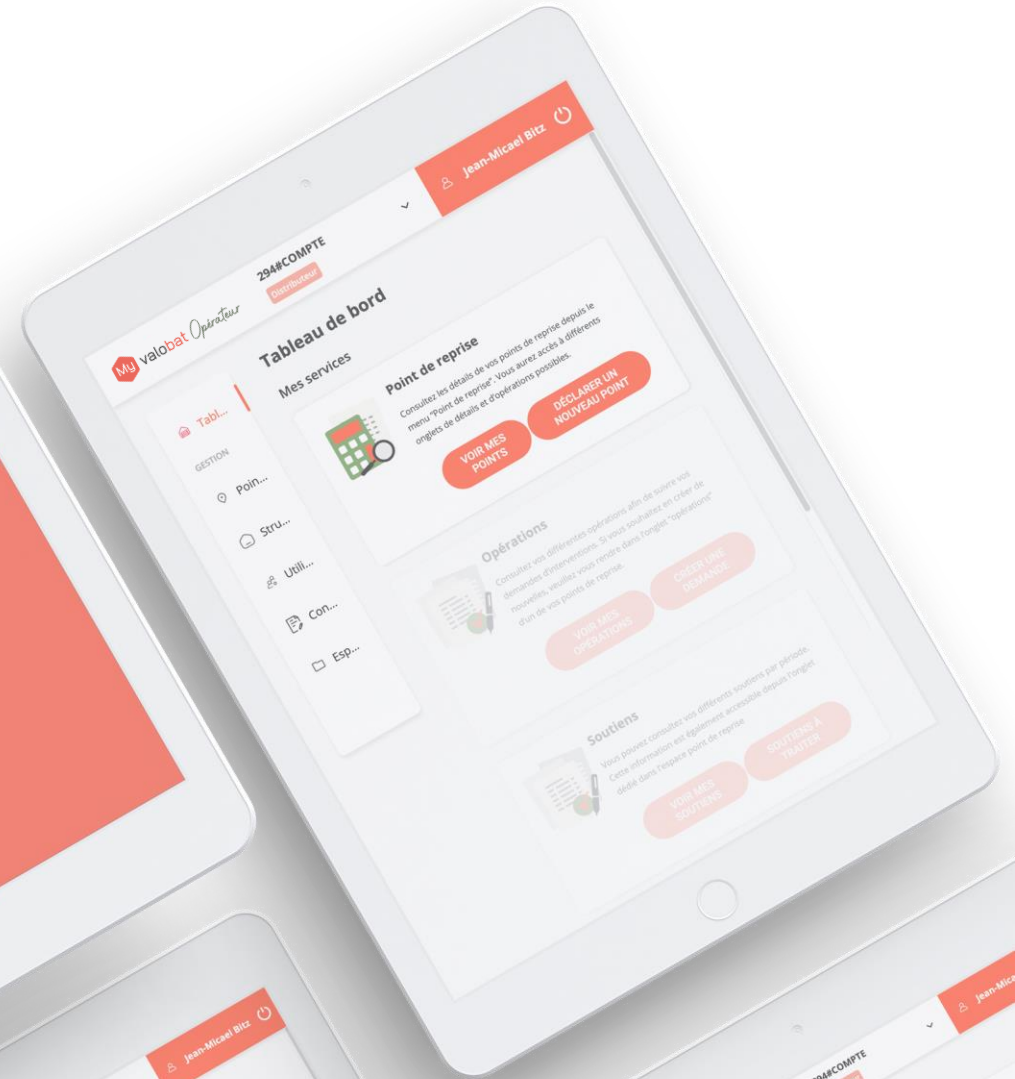 My valobat Opérateur
294#COMPTE
Distributeur
Jean-Micael Bitz
Tabl...
GESTION
Poin...
Stru...
Utili...
Con...
Esp...
Tableau de bord
Mes services
Point de reprise
Consultez les détails de vos points de reprise depuis le
menu "Point de reprise". Vous aurez accès à différents
onglets de détails et d'opérations possibles.
VOIR MES
POINTS
DÉCLARER UN
NOUVEAU POINT
Opérations
Consultez vos différentes opérations afin de suivre vos
demandes d'interventions. Si vous souhaitez en créer de
nouvelles, veuillez vous rendre dans l'onglet "opérations"
d'un de vos points de reprise.
VOIR MES
OPÉRATIONS
CRÉER UNE
DEMANDE
Soutiens
Vous pouvez consultez vos différents soutiens par période.
Cette information est également accessible depuis l'onglet
dédié dans l'espace point de reprise
VOIR MES
SOUTIENS
SOUTIENS À
TRAITER
Jean-Micael Bitz
294#COMPTE
Jean-Mica